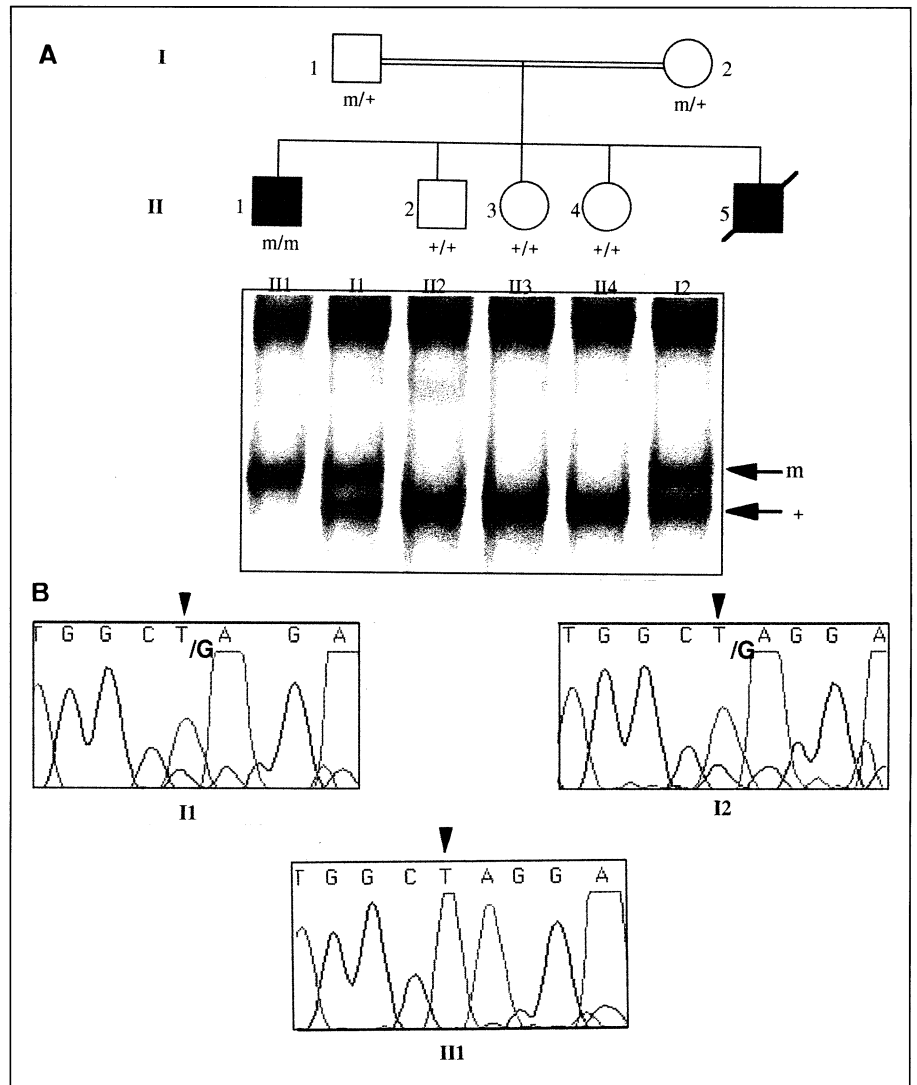 A I
1 2
m/+ m/+
II 1 2 3 4 5
m/m +/+ +/+ +/+
II1 I1 II2 II3 II4 I2
m
+
B
T G G C T/G A G A
I1
T G G C T/G A G G A
I2
T G G C T A G G A
II1